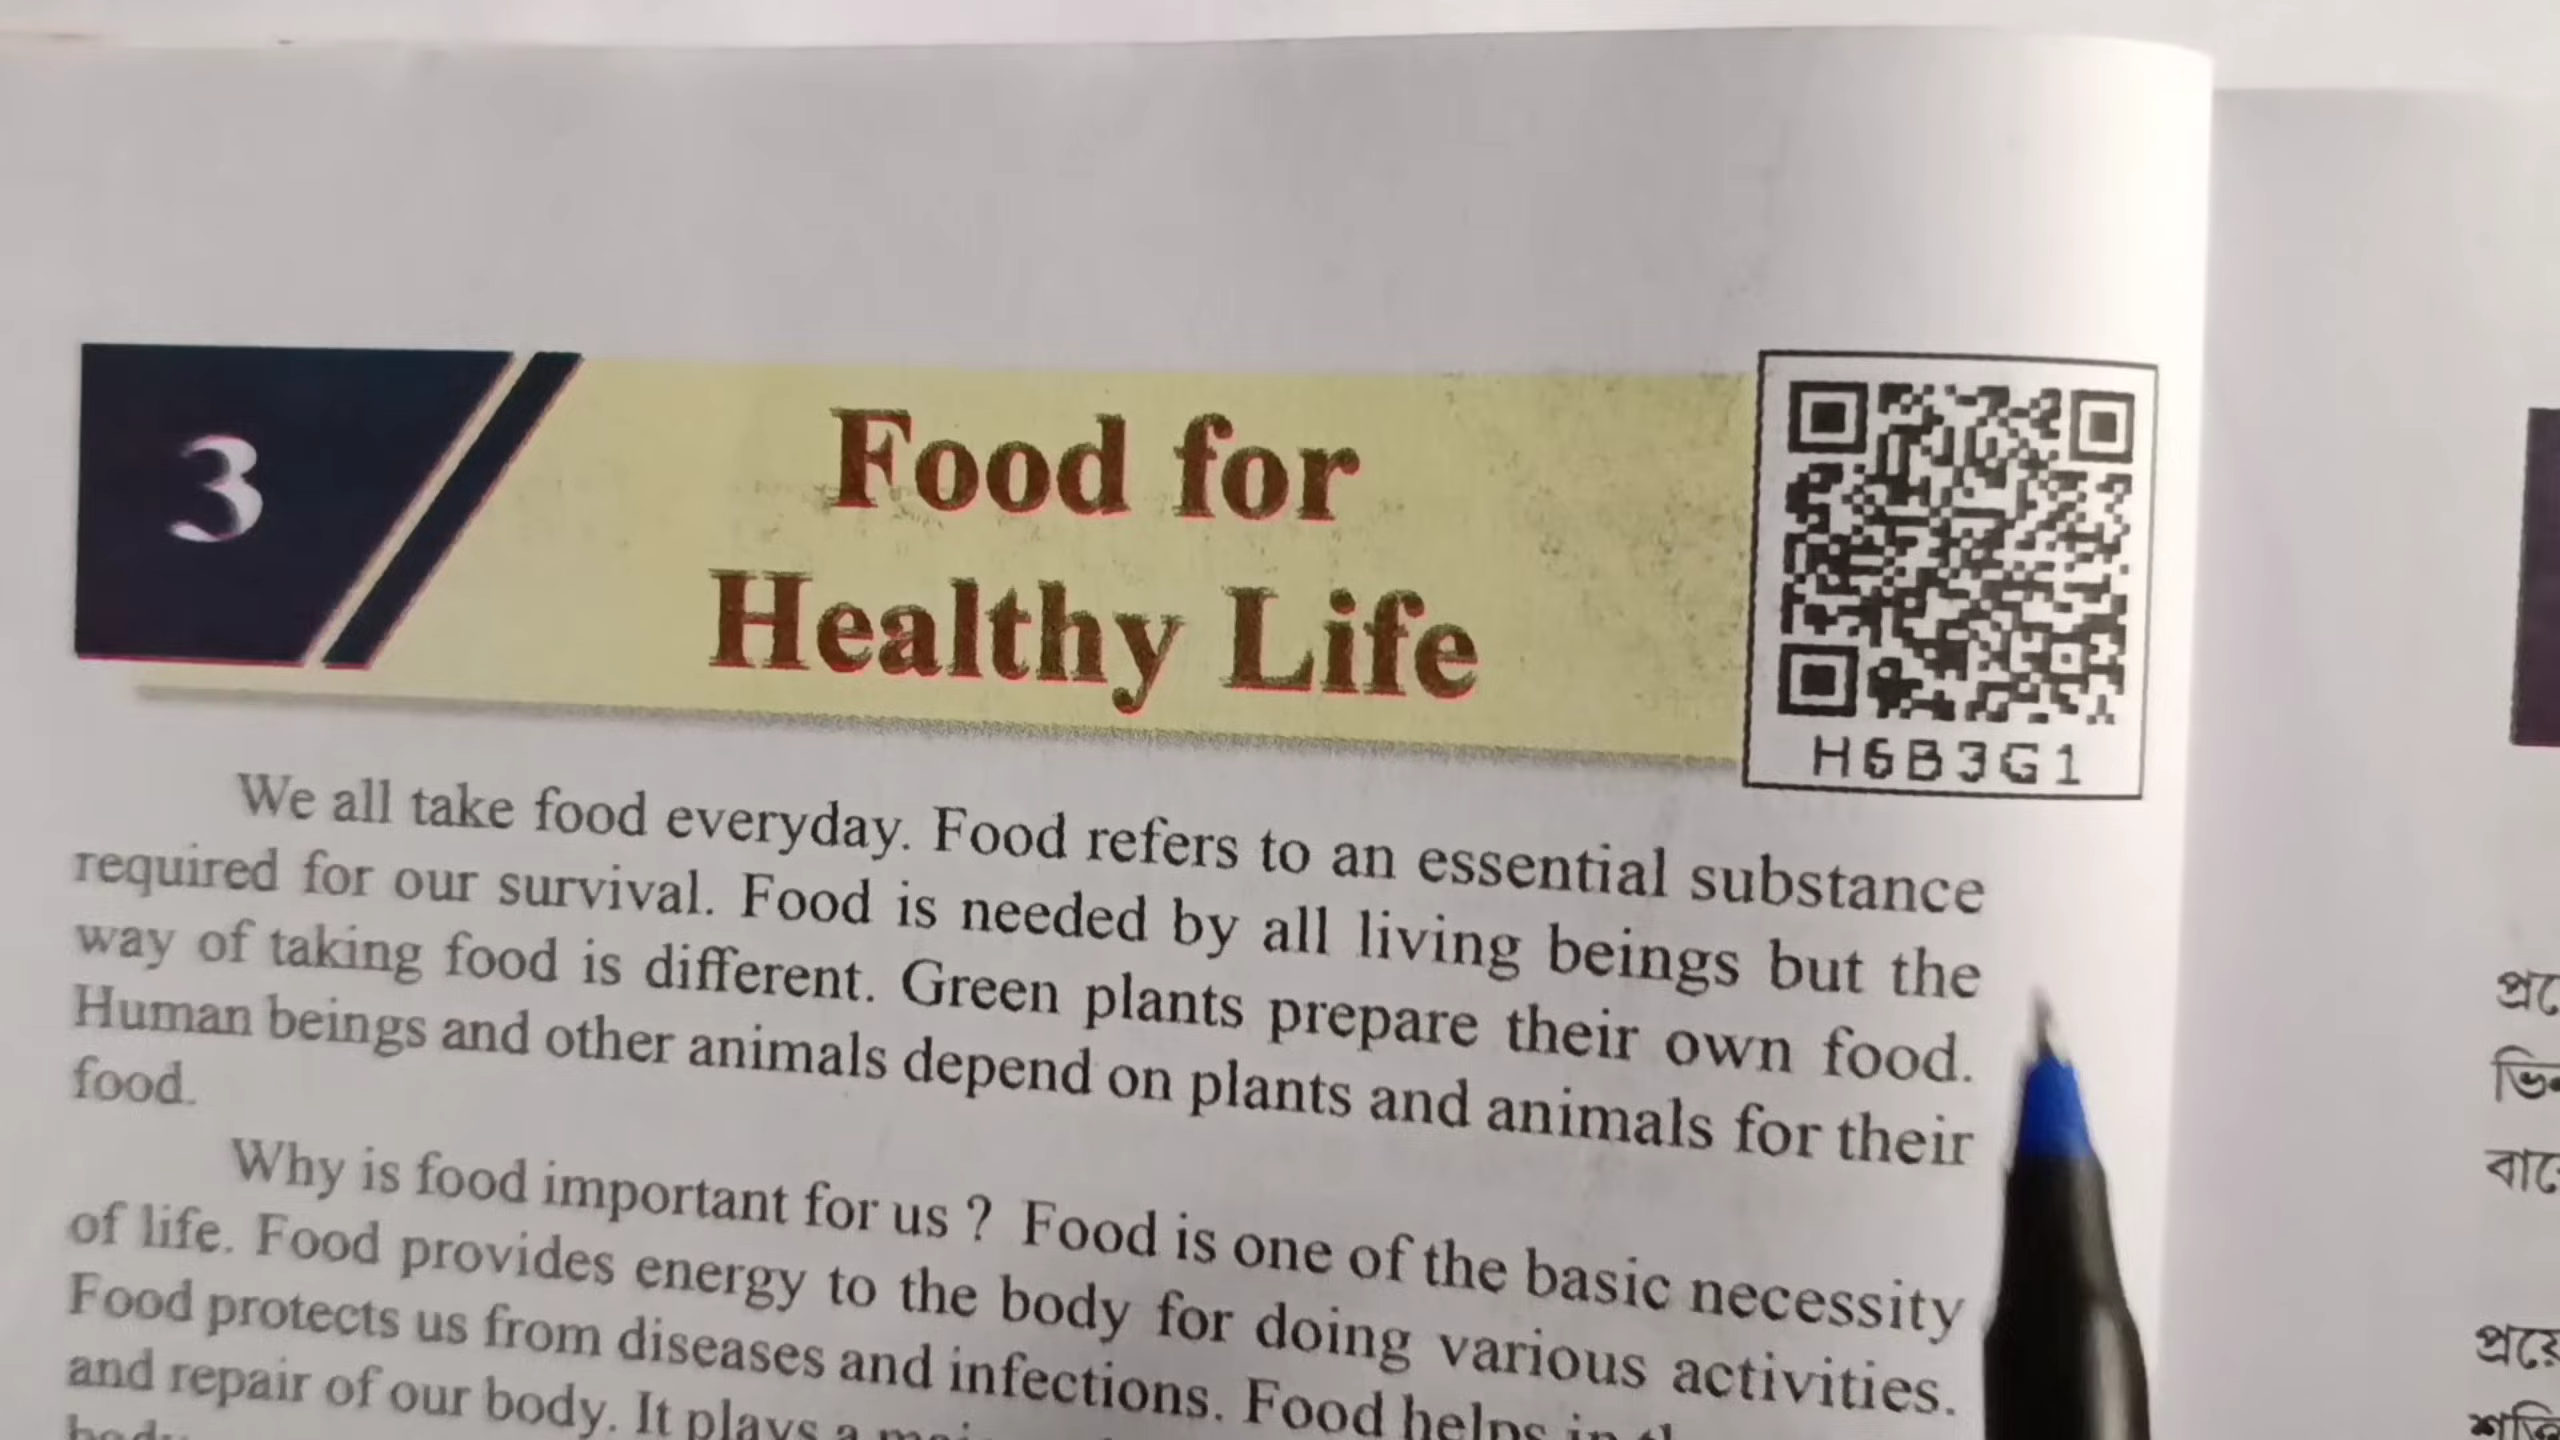 3
Food for
Healthy Life
H6B3G1
We all take food everyday. Food refers to an essential substance
required for our survival. Food is needed by all living beings but the
way of taking food is different. Green plants prepare their own food.
Human beings and other animals depend on plants and animals for their
food.
Why is food important for us ? Food is one of the basic necessity
of life. Food provides energy to the body for doing various activities.
Food protects us from diseases and infections. Food helps in
and repair of our body. It plays a
body